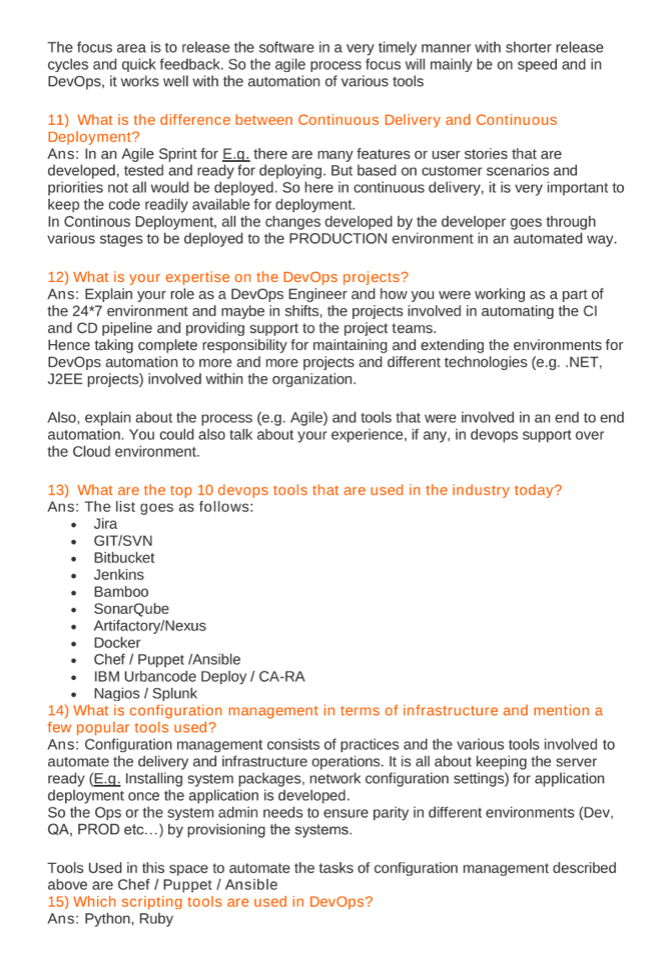 The focus area is to release the software in a very timely manner with shorter release
cycles and quick feedback. So the agile process focus will mainly be on speed and in
DevOps, it works well with the automation of various tools
11)  What is the difference between Continuous Delivery and Continuous
Deployment?
Ans: In an Agile Sprint for E.g. there are many features or user stories that are
developed, tested and ready for deploying. But based on customer scenarios and
priorities not all would be deployed. So here in continuous delivery, it is very important to
keep the code readily available for deployment.
In Continous Deployment, all the changes developed by the developer goes through
various stages to be deployed to the PRODUCTION environment in an automated way.
12) What is your expertise on the DevOps projects?
Ans: Explain your role as a DevOps Engineer and how you were working as a part of
the 24*7 environment and maybe in shifts, the projects involved in automating the CI
and CD pipeline and providing support to the project teams.
Hence taking complete responsibility for maintaining and extending the environments for
DevOps automation to more and more projects and different technologies (e.g. .NET,
J2EE projects) involved within the organization.
Also, explain about the process (e.g. Agile) and tools that were involved in an end to end
automation. You could also talk about your experience, if any, in devops support over
the Cloud environment.
13)  What are the top 10 devops tools that are used in the industry today?
Ans: The list goes as follows:
• Jira
• GIT/SVN
• Bitbucket
• Jenkins
• Bamboo
• SonarQube
• Artifactory/Nexus
• Docker
• Chef / Puppet /Ansible
• IBM Urbancode Deploy / CA-RA
• Nagios / Splunk
14) What is configuration management in terms of infrastructure and mention a
few popular tools used?
Ans: Configuration management consists of practices and the various tools involved to
automate the delivery and infrastructure operations. It is all about keeping the server
ready (E.g. Installing system packages, network configuration settings) for application
deployment once the application is developed.
So the Ops or the system admin needs to ensure parity in different environments (Dev,
QA, PROD etc…) by provisioning the systems.
Tools Used in this space to automate the tasks of configuration management described
above are Chef / Puppet / Ansible
15) Which scripting tools are used in DevOps?
Ans: Python, Ruby